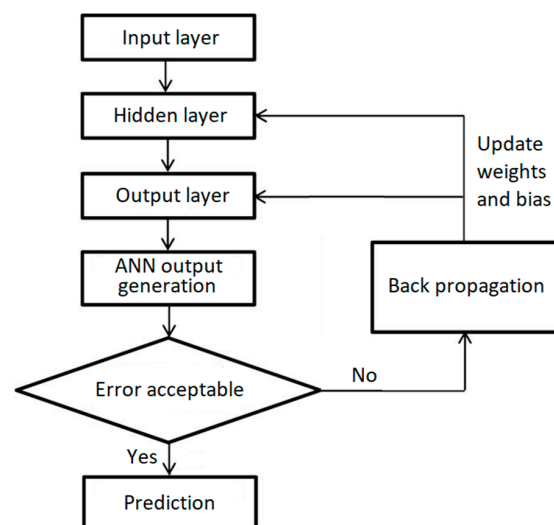 Input layer
Hidden layer
Update
weights
and bias
Output layer
ANN output
generation
Back propagation
Error acceptable
No
Yes
Prediction